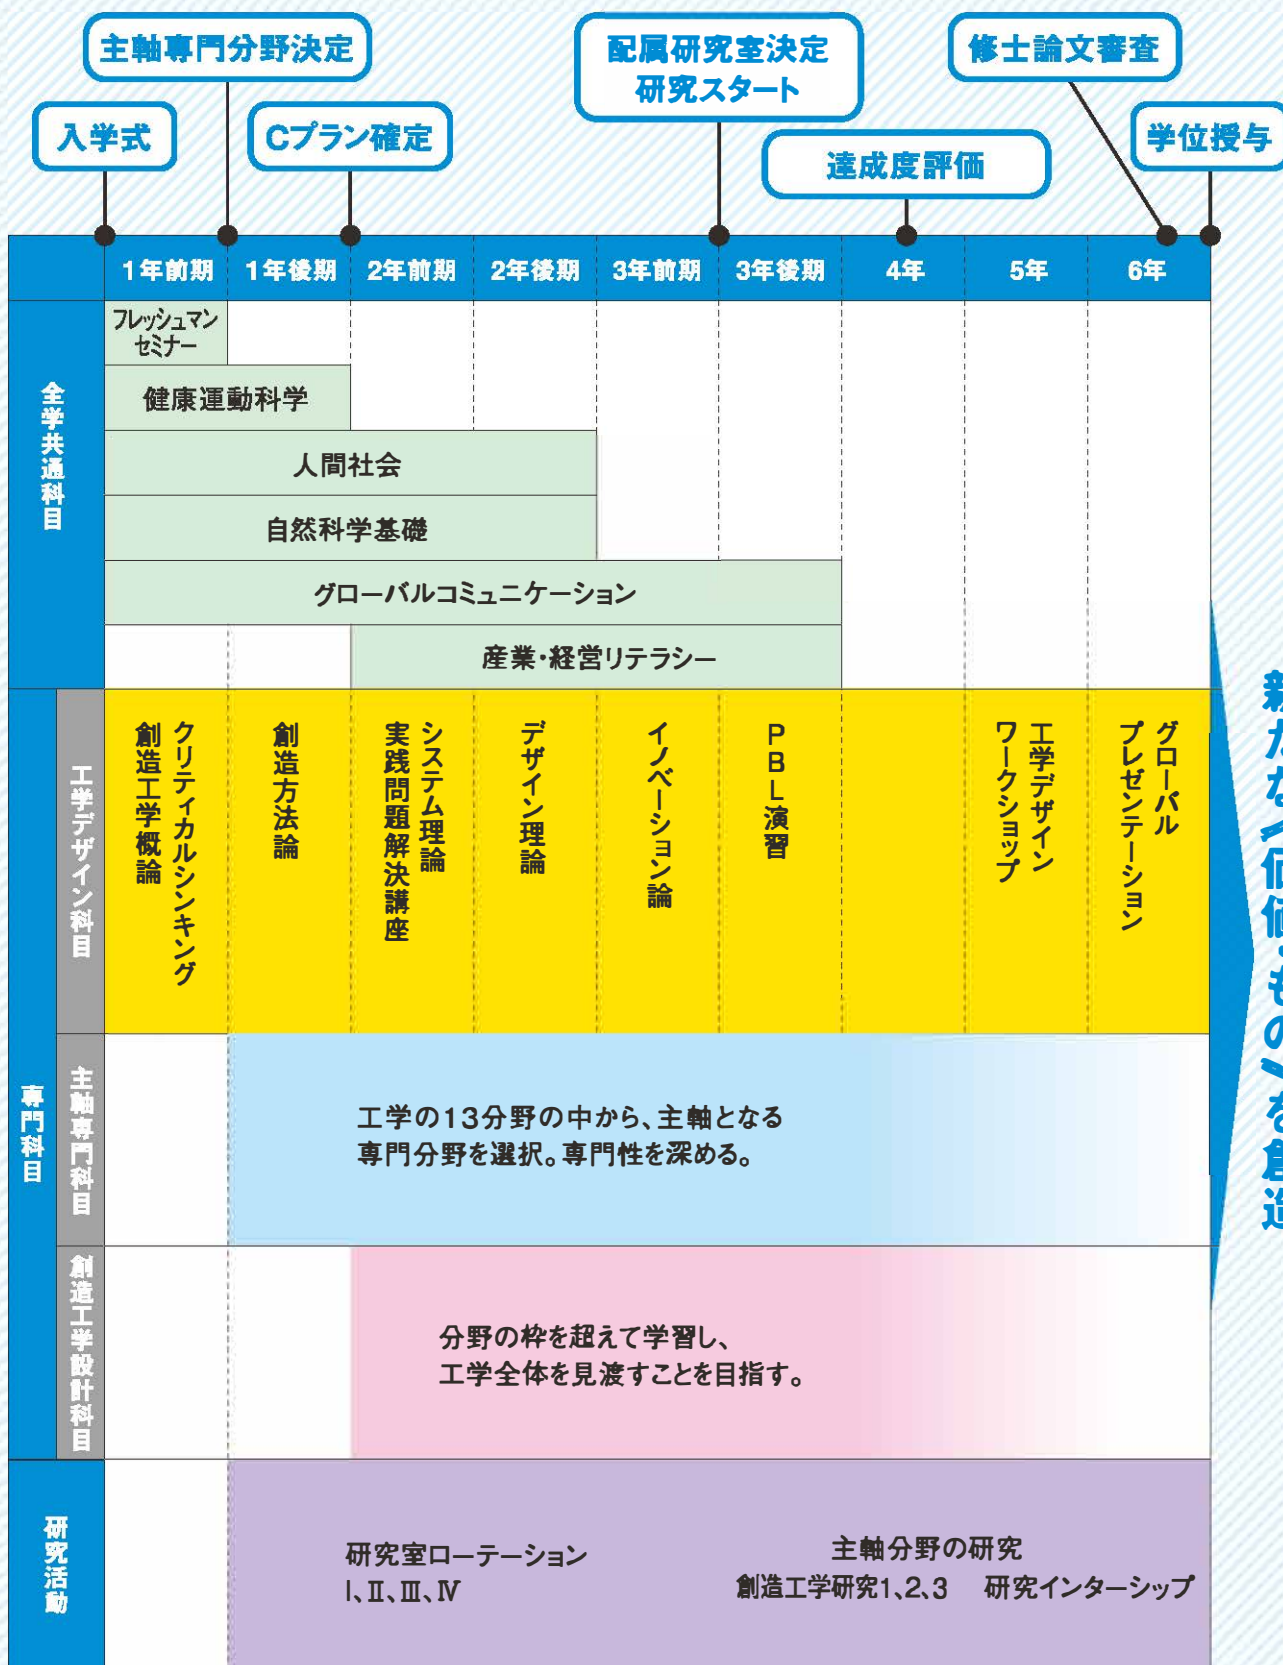 主軸専門分野決定
配属研究室決定
研究スタート
修士論文審査
入学式
Cプラン確定
達成度評価
学位授与
1年前期
1年後期
2年前期
2年後期
3年前期
3年後期
4年
5年
6年
全学共通科目
フレッシュマン
セミナー
健康運動科学
人間社会
自然科学基礎
グローバルコミュニケーション
産業・経営リテラシー
専門科目
工学デザイン科目
クリティカルシンキング
創造工学概論
創造方法論
システム理論
実践問題解決講座
デザイン理論
イノベーション論
PBL演習
工学デザイン
ワークショップ
グローバル
プレゼンテーション
主軸専門科目
工学の13分野の中から、主軸となる
専門分野を選択。専門性を深める。
創造工学設計科目
分野の枠を超えて学習し、
工学全体を見渡すことを目指す。
研究活動
研究室ローテーション
I、II、III、IV
主軸分野の研究
創造工学研究1、2、3 研究インターシップ
新たな〝価値・もの〟を創造